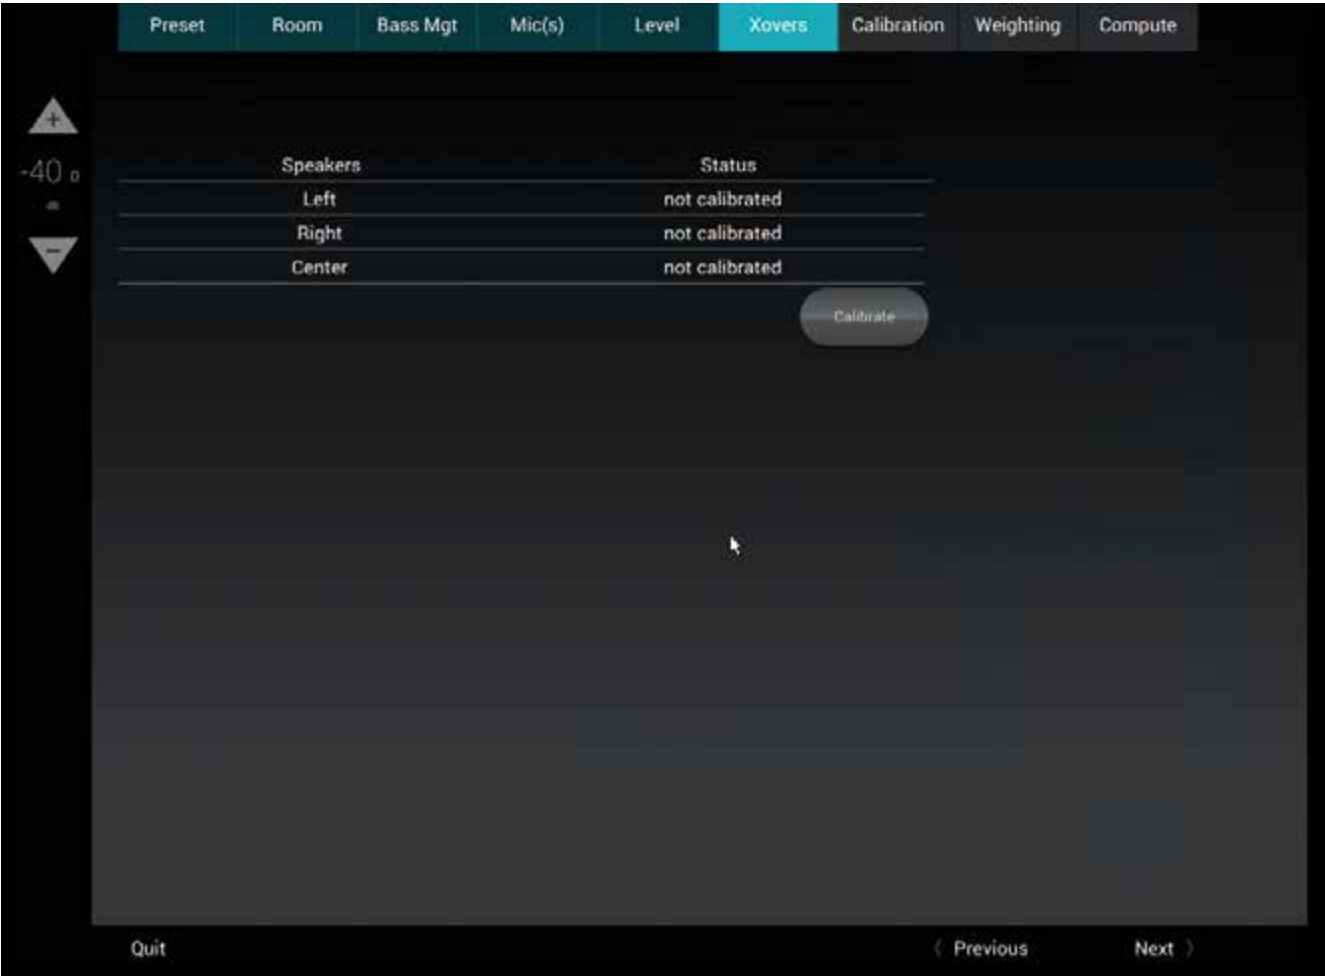 Preset Room Bass Mgt Mic(s) Level Xovers Calibration Weighting Compute
+
-40
−
Speakers Status
Left not calibrated
Right not calibrated
Center not calibrated
Calibrate
Quit Previous Next